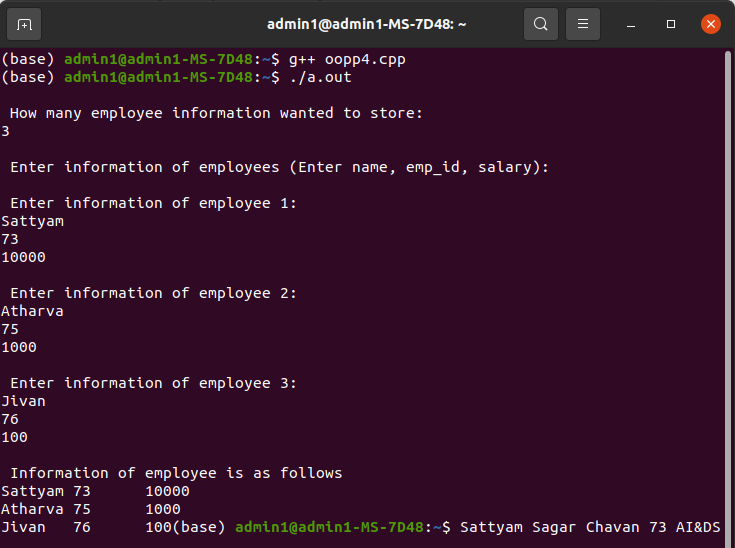 admin1@admin1-MS-7D48: ~
(base) admin1@admin1-MS-7D48:~$ g++ oopp4.cpp
(base) admin1@admin1-MS-7D48:~$ ./a.out
How many employee information wanted to store:
3
Enter information of employees (Enter name, emp_id, salary):
Enter information of employee 1:
Sattyam
73
10000
Enter information of employee 2:
Atharva
75
1000
Enter information of employee 3:
Jivan
76
100
Information of employee is as follows
Sattyam 73      10000
Atharva 75      1000
Jivan   76      100(base) admin1@admin1-MS-7D48:~$ Sattyam Sagar Chavan 73 AI&DS